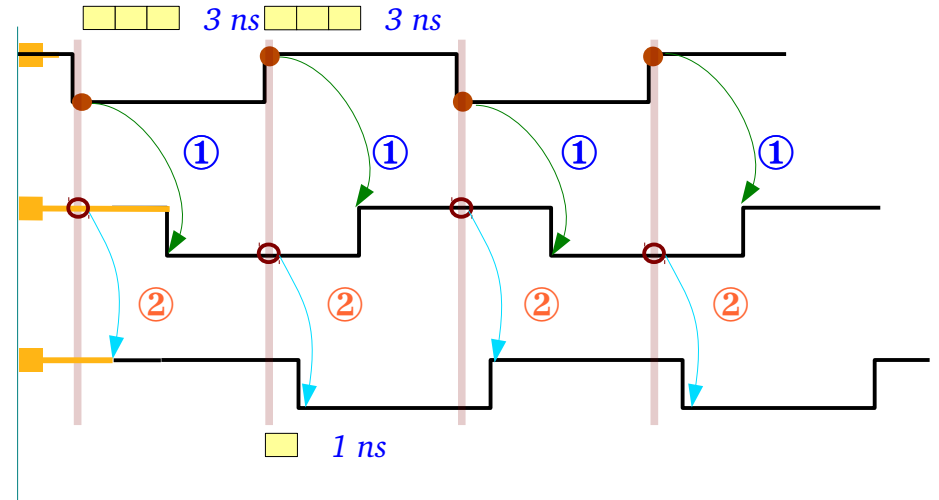 3 ns 3 ns
① ① ① ①
② ② ② ②
1 ns